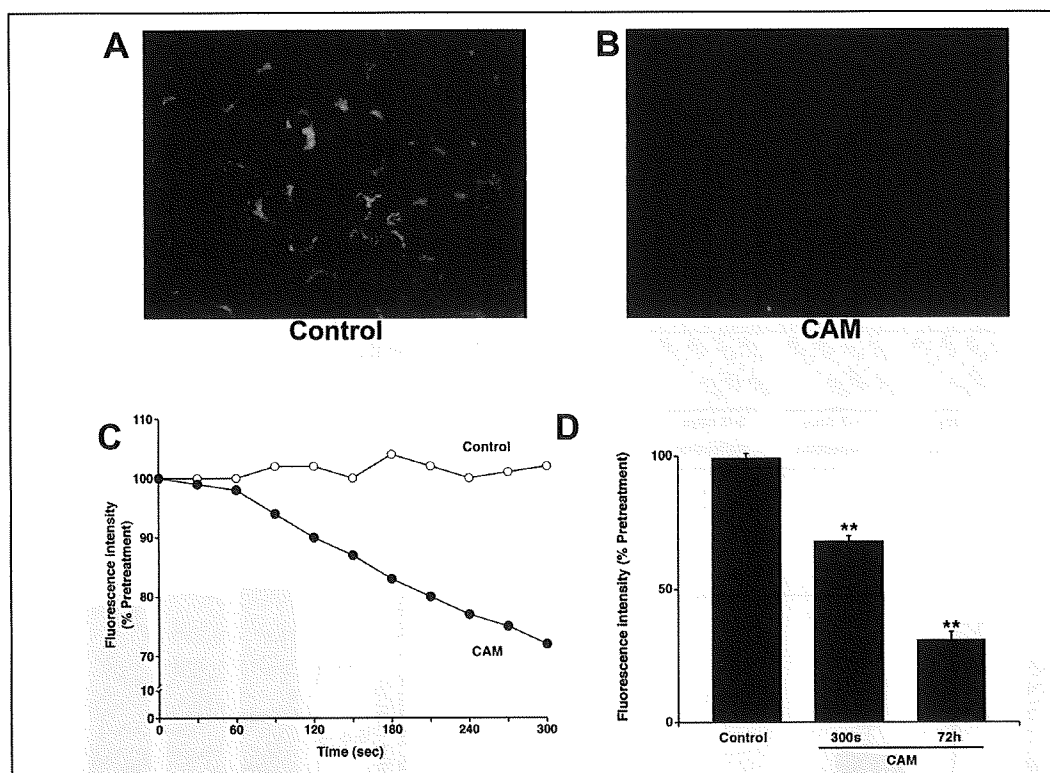 A
B
Control
CAM
C
110
100
90
80
70
10
0
Fluorescence intensity
(% Pretreatment)
Control
CAM
0
60
120
180
240
300
Time (sec)
D
100
50
0
Fluorescence intensity (% Pretreatment)
**
**
Control
300s
72h
CAM